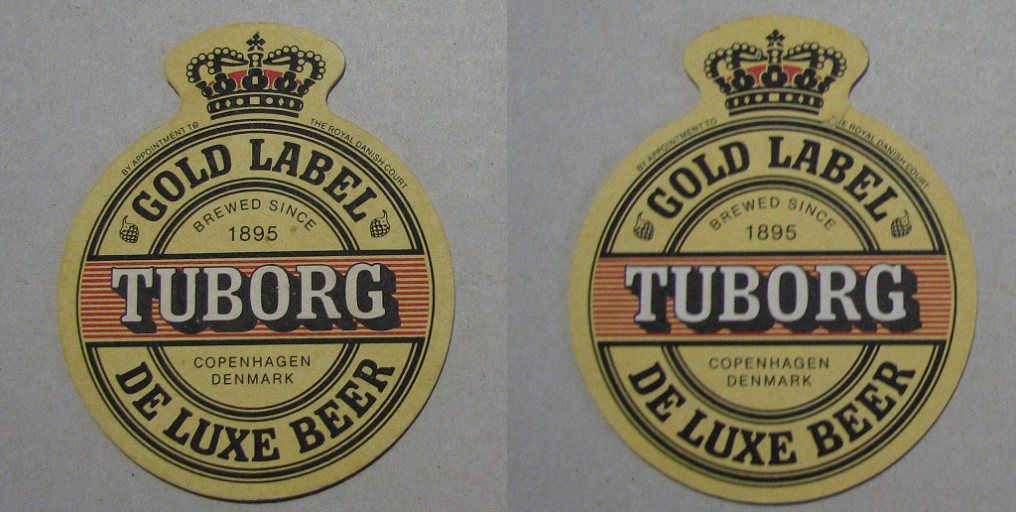 BY APPOINTMENT TO THE ROYAL DANISH COURT
GOLD LABEL
BREWED SINCE
1895
TUBORG
COPENHAGEN
DENMARK
DE LUXE BEER
BY APPOINTMENT TO THE ROYAL DANISH COURT
GOLD LABEL
BREWED SINCE
1895
TUBORG
COPENHAGEN
DENMARK
DE LUXE BEER